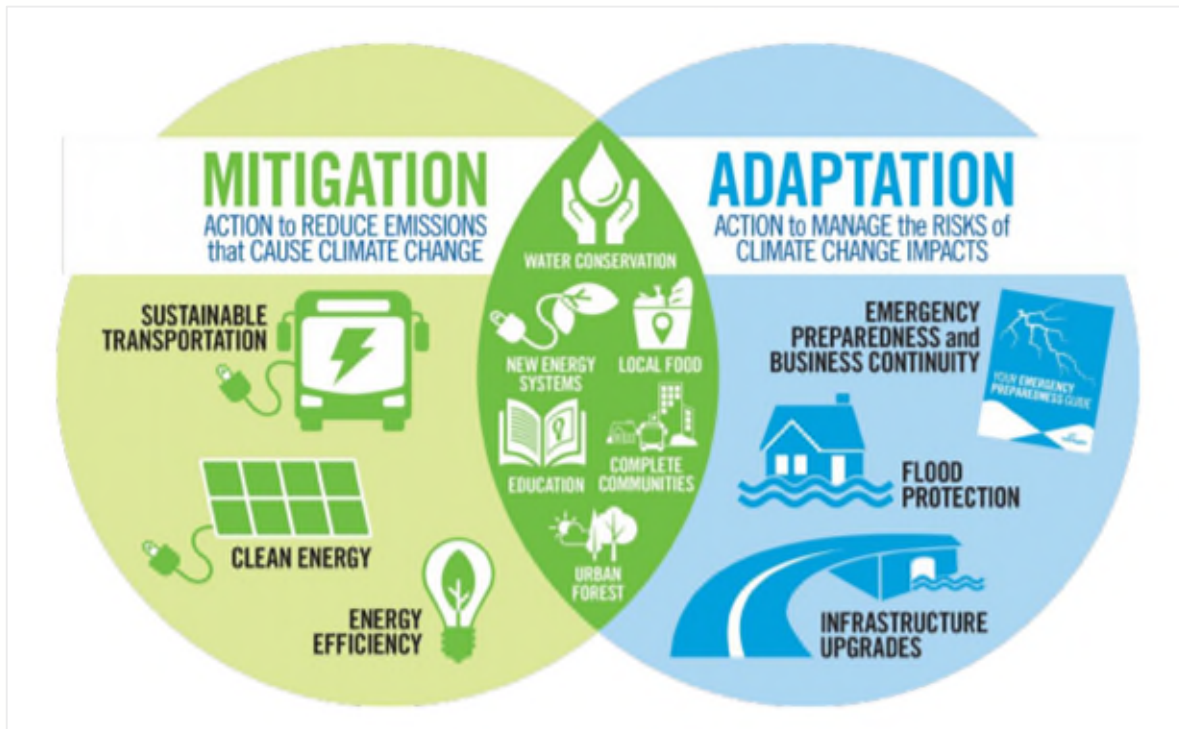 MITIGATION
ACTION to REDUCE EMISSIONS
that CAUSE CLIMATE CHANGE
SUSTAINABLE
TRANSPORTATION
CLEAN ENERGY
ENERGY
EFFICIENCY
WATER CONSERVATION
NEW ENERGY
SYSTEMS
LOCAL FOOD
EDUCATION
COMPLETE
COMMUNITIES
URBAN
FOREST
ADAPTATION
ACTION to MANAGE the RISKS of
CLIMATE CHANGE IMPACTS
EMERGENCY
PREPAREDNESS and
BUSINESS CONTINUITY
YOUR EMERGENCY
PREPAREDNESS GUIDE
FLOOD
PROTECTION
INFRASTRUCTURE
UPGRADES